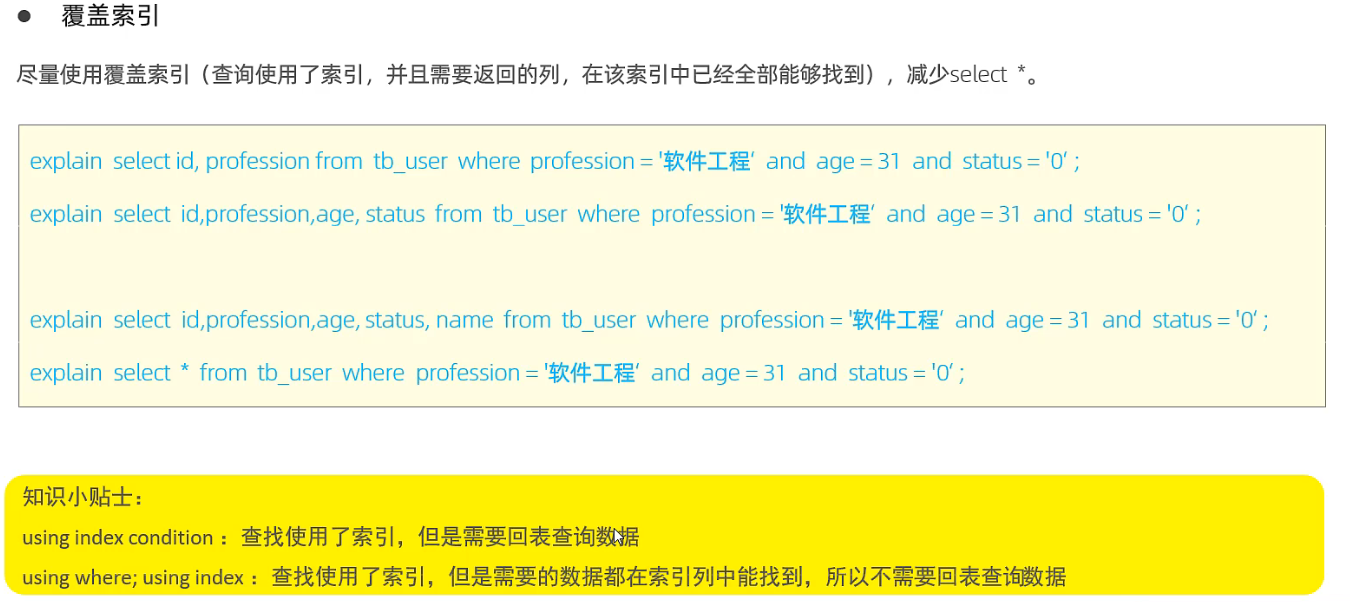 ● 覆盖索引
尽量使用覆盖索引（查询使用了索引，并且需要返回的列，在该索引中已经全部能够找到），减少select *。
explain select id, profession from tb_user where profession = '软件工程‘ and age = 31 and status = '0‘ ;
explain select id,profession,age, status from tb_user where profession = '软件工程‘ and age = 31 and status = '0‘ ;
explain select id,profession,age, status, name from tb_user where profession = '软件工程‘ and age = 31 and status = '0‘ ;
explain select * from tb_user where profession = '软件工程‘ and age = 31 and status = '0‘ ;
知识小贴士：
using index condition ：查找使用了索引，但是需要回表查询数据
using where; using index ：查找使用了索引，但是需要的数据都在索引列中能找到，所以不需要回表查询数据